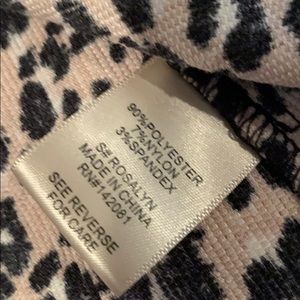 90%POLYESTER
7%NYLON
3%SPANDEX
S# ROSALYN
MADE IN CHINA
RN#142081
SEE REVERSE
FOR CARE